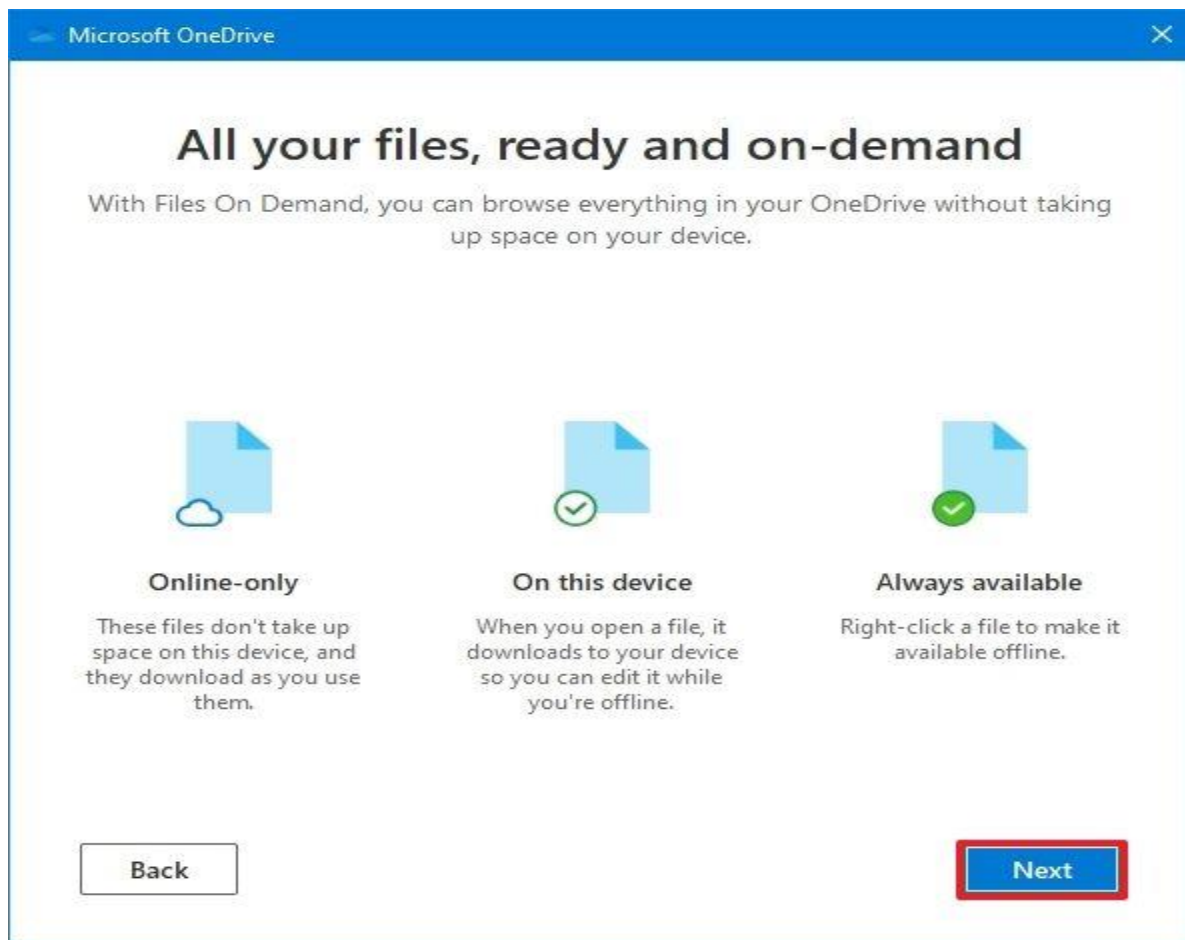 Microsoft OneDrive
All your files, ready and on-demand
With Files On Demand, you can browse everything in your OneDrive without taking
up space on your device.
Online-only
These files don't take up
space on this device, and
they download as you use
them.
On this device
When you open a file, it
downloads to your device
so you can edit it while
you're offline.
Always available
Right-click a file to make it
available offline.
Back
Next